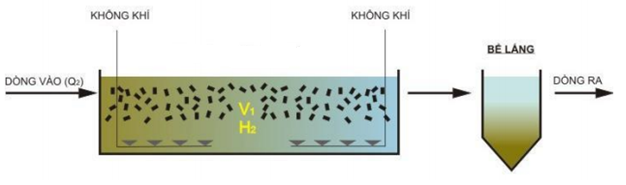 KHÔNG KHÍ
KHÔNG KHÍ
BỂ LẮNG
DÒNG VÀO (Q₂)
DÒNG RA
V₁
H₂